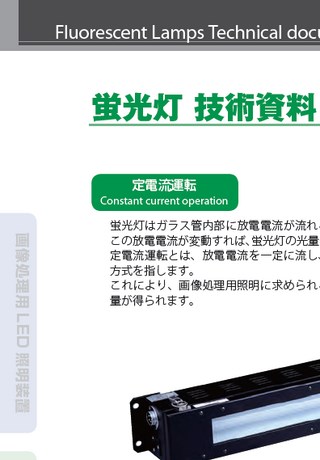 Fluorescent Lamps Technical docu
蛍光灯 技術資料
定電流運転
Constant current operation
蛍光灯はガラス管内部に放電電流が流れ
この放電電流が変動すれば、蛍光灯の光量
定電流運転とは、放電電流を一定に流し、
方式を指します。
これにより、画像処理用照明に求められ
量が得られます。
画像処理用 LED 照明装置